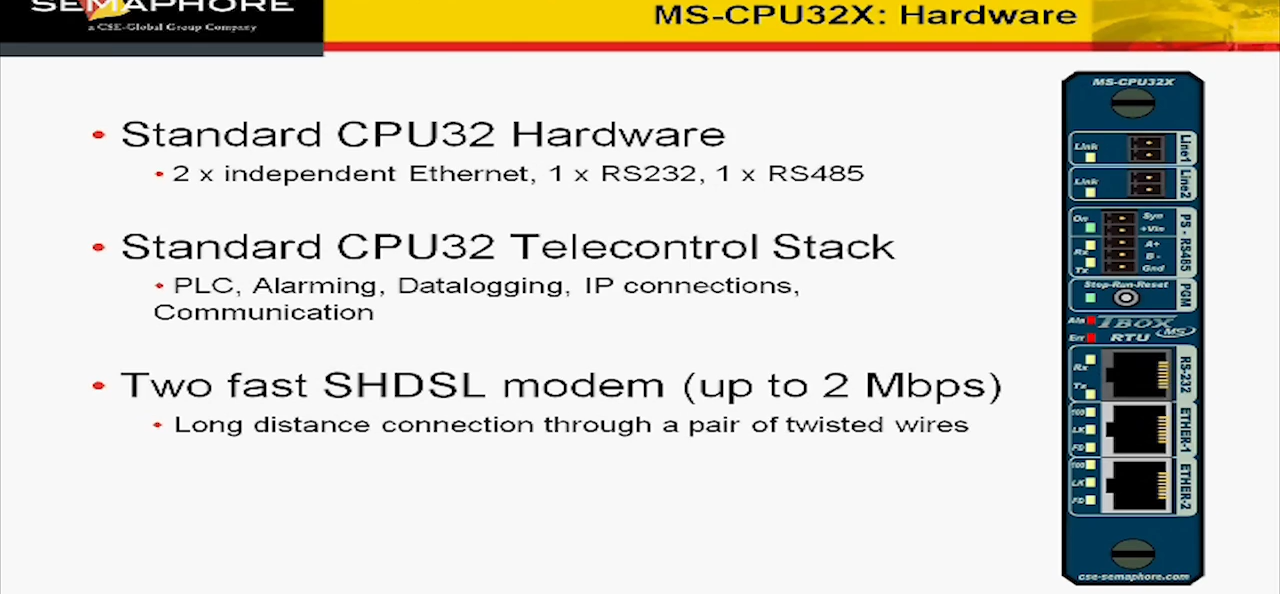 SEMAPHORE
a CSE-Global Group Company
MS-CPU32X: Hardware
• Standard CPU32 Hardware
• 2 x independent Ethernet, 1 x RS232, 1 x RS485
• Standard CPU32 Telecontrol Stack
• PLC, Alarming, Datalogging, IP connections,
Communication
• Two fast SHDSL modem (up to 2 Mbps)
• Long distance connection through a pair of twisted wires
MS-CPU32X
Link
Line1
Link
Line2
On
Rx
Tx
Syn
+Vin
A+
B-
Gnd
PS - RS485
Stop-Run-Reset
PGM
Alm
Err
TBOX
MS
RTU
Rx
Tx
RS-232
100
LK
FD
ETHER-1
100
LK
FD
ETHER-2
cse-semaphore.com